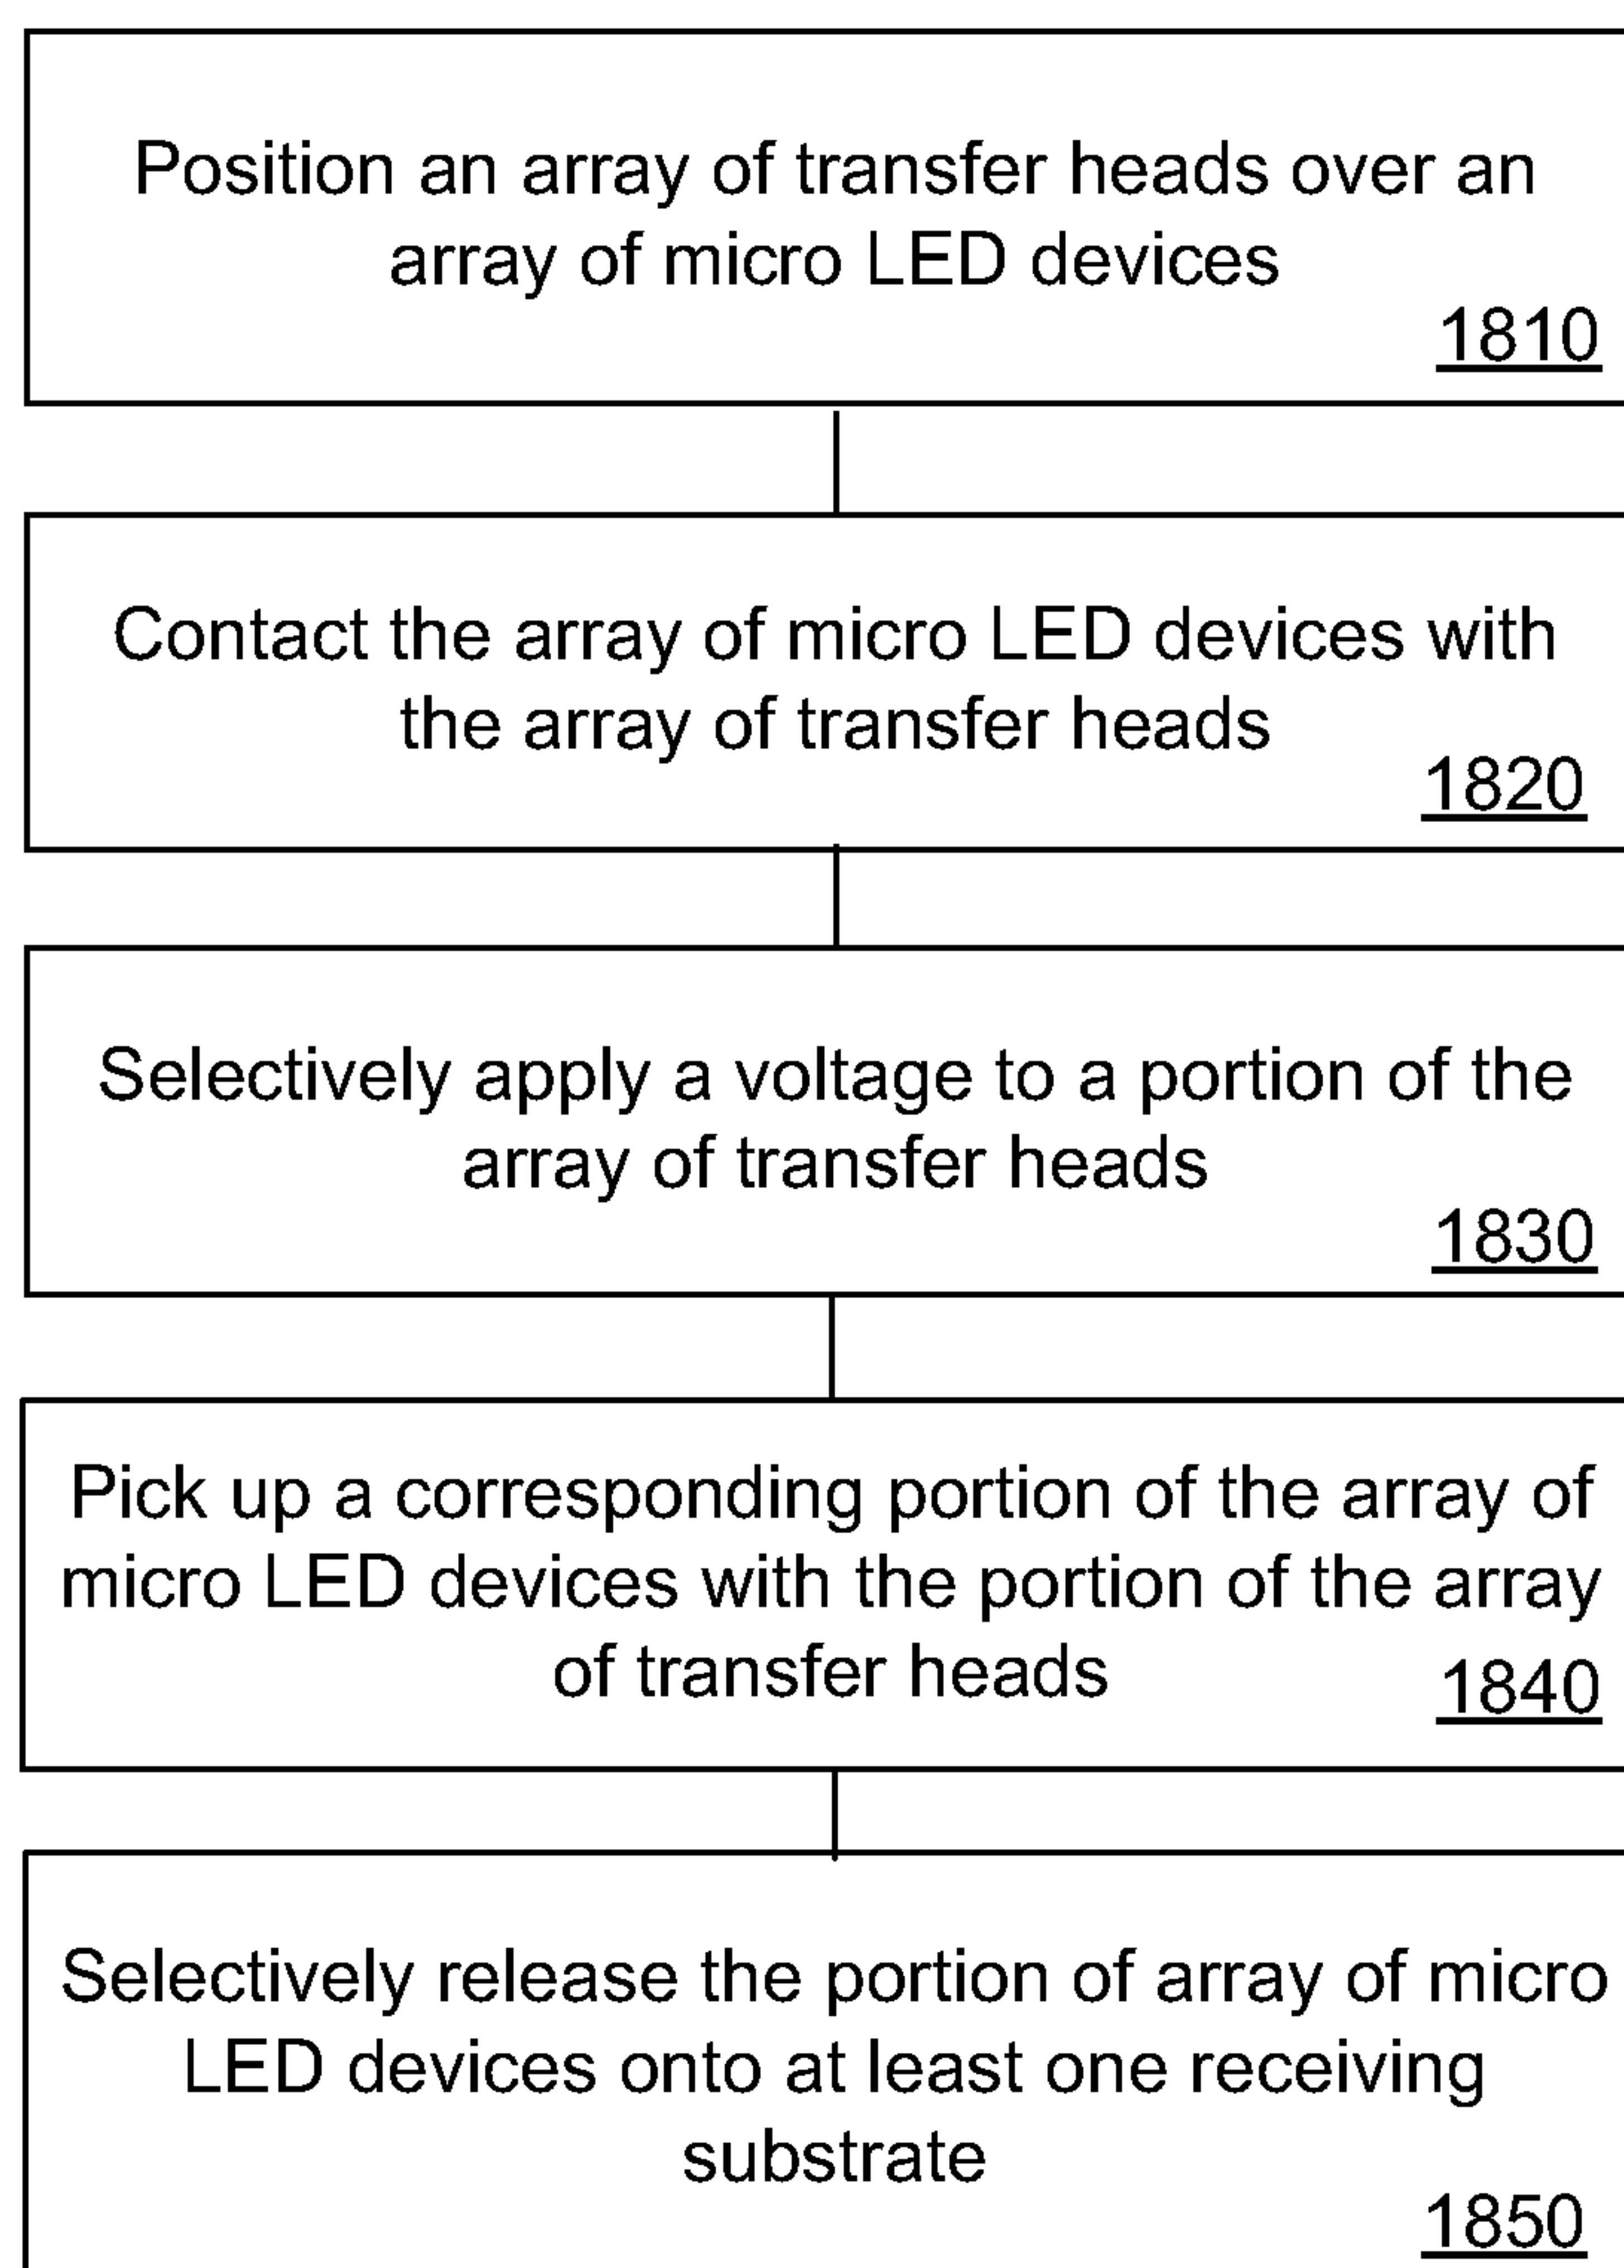 Position an array of transfer heads over an
array of micro LED devices
1810
Contact the array of micro LED devices with
the array of transfer heads
1820
Selectively apply a voltage to a portion of the
array of transfer heads
1830
Pick up a corresponding portion of the array of
micro LED devices with the portion of the array
of transfer heads
1840
Selectively release the portion of array of micro
LED devices onto at least one receiving
substrate
1850